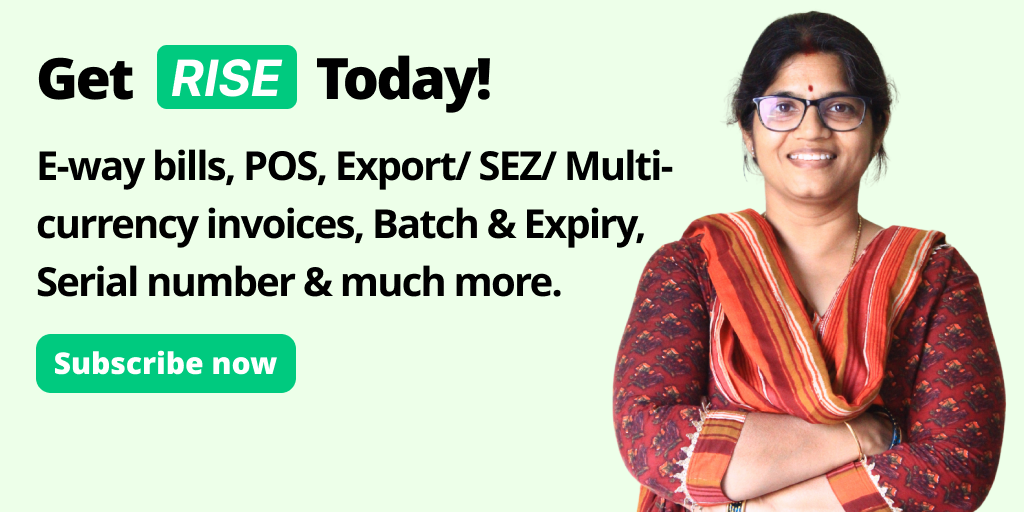 Get RISE Today!
E-way bills, POS, Export/ SEZ/ Multi-
currency invoices, Batch & Expiry,
Serial number & much more.
Subscribe now